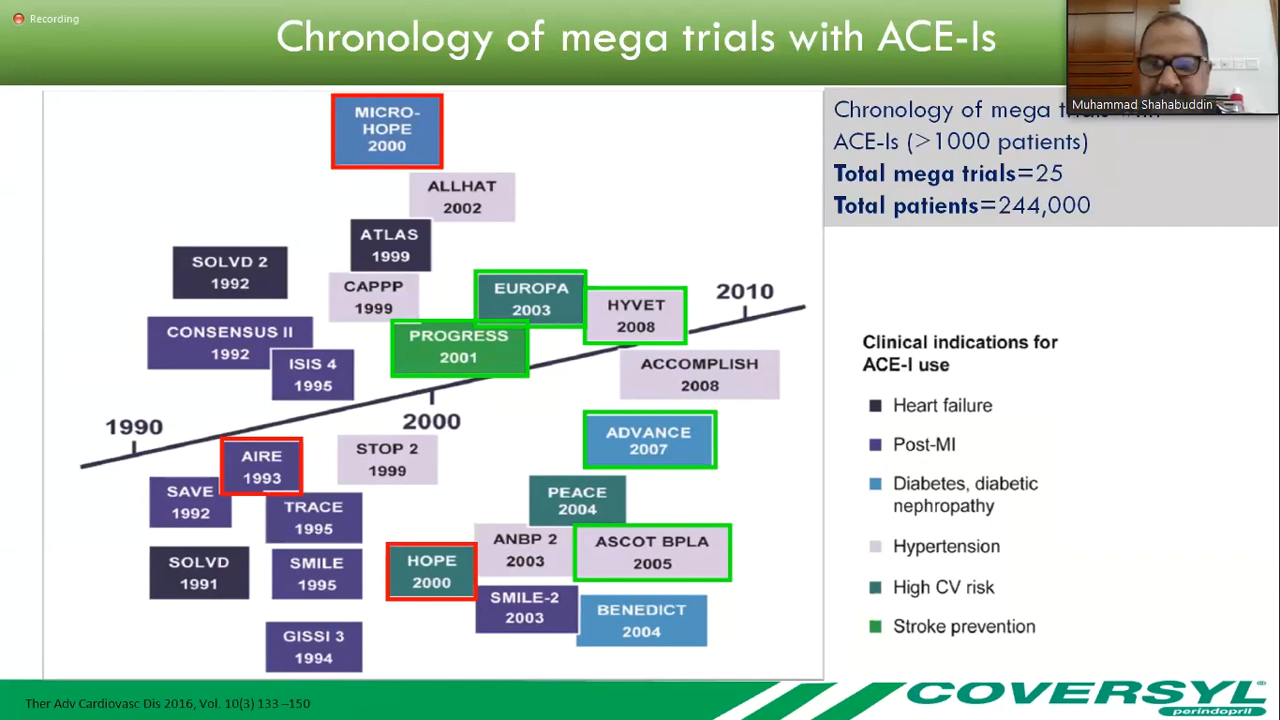 Recording
Chronology of mega trials with ACE-Is
Muhammad Shahabuddin
MICRO-
HOPE
2000
ALLHAT
2002
ATLAS
1999
SOLVD 2
1992
CAPPP
1999
EUROPA
2003
HYVET
2008
2010
CONSENSUS II
1992
PROGRESS
2001
ISIS 4
1995
ACCOMPLISH
2008
1990
2000
ADVANCE
2007
AIRE
1993
STOP 2
1999
SAVE
1992
TRACE
1995
PEACE
2004
ANBP 2
2003
ASCOT BPLA
2005
SOLVD
1991
SMILE
1995
HOPE
2000
SMILE-2
2003
BENEDICT
2004
GISSI 3
1994
Chronology of mega
ACE-Is (>1000 patients)
Total mega trials=25
Total patients=244,000
Clinical indications for
ACE-I use
Heart failure
Post-MI
Diabetes, diabetic
nephropathy
Hypertension
High CV risk
Stroke prevention
Ther Adv Cardiovasc Dis 2016, Vol. 10(3) 133 –150
COVERSYL®
perindopril